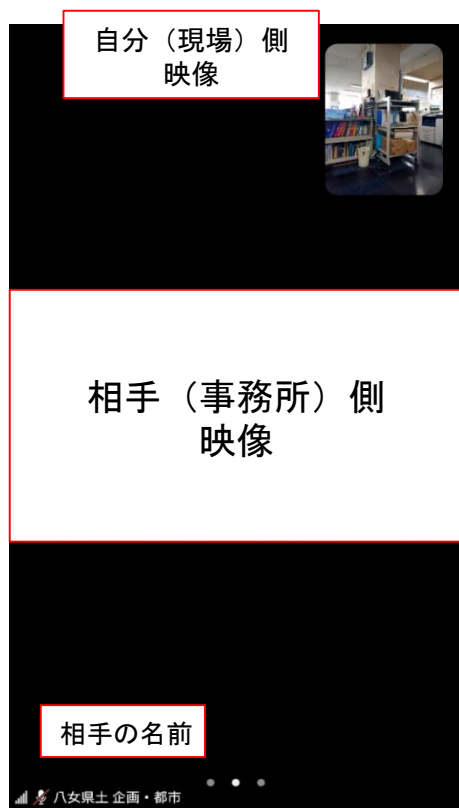 自分（現場）側
映像
相手（事務所）側
映像
相手の名前
八女県土 企画・都市